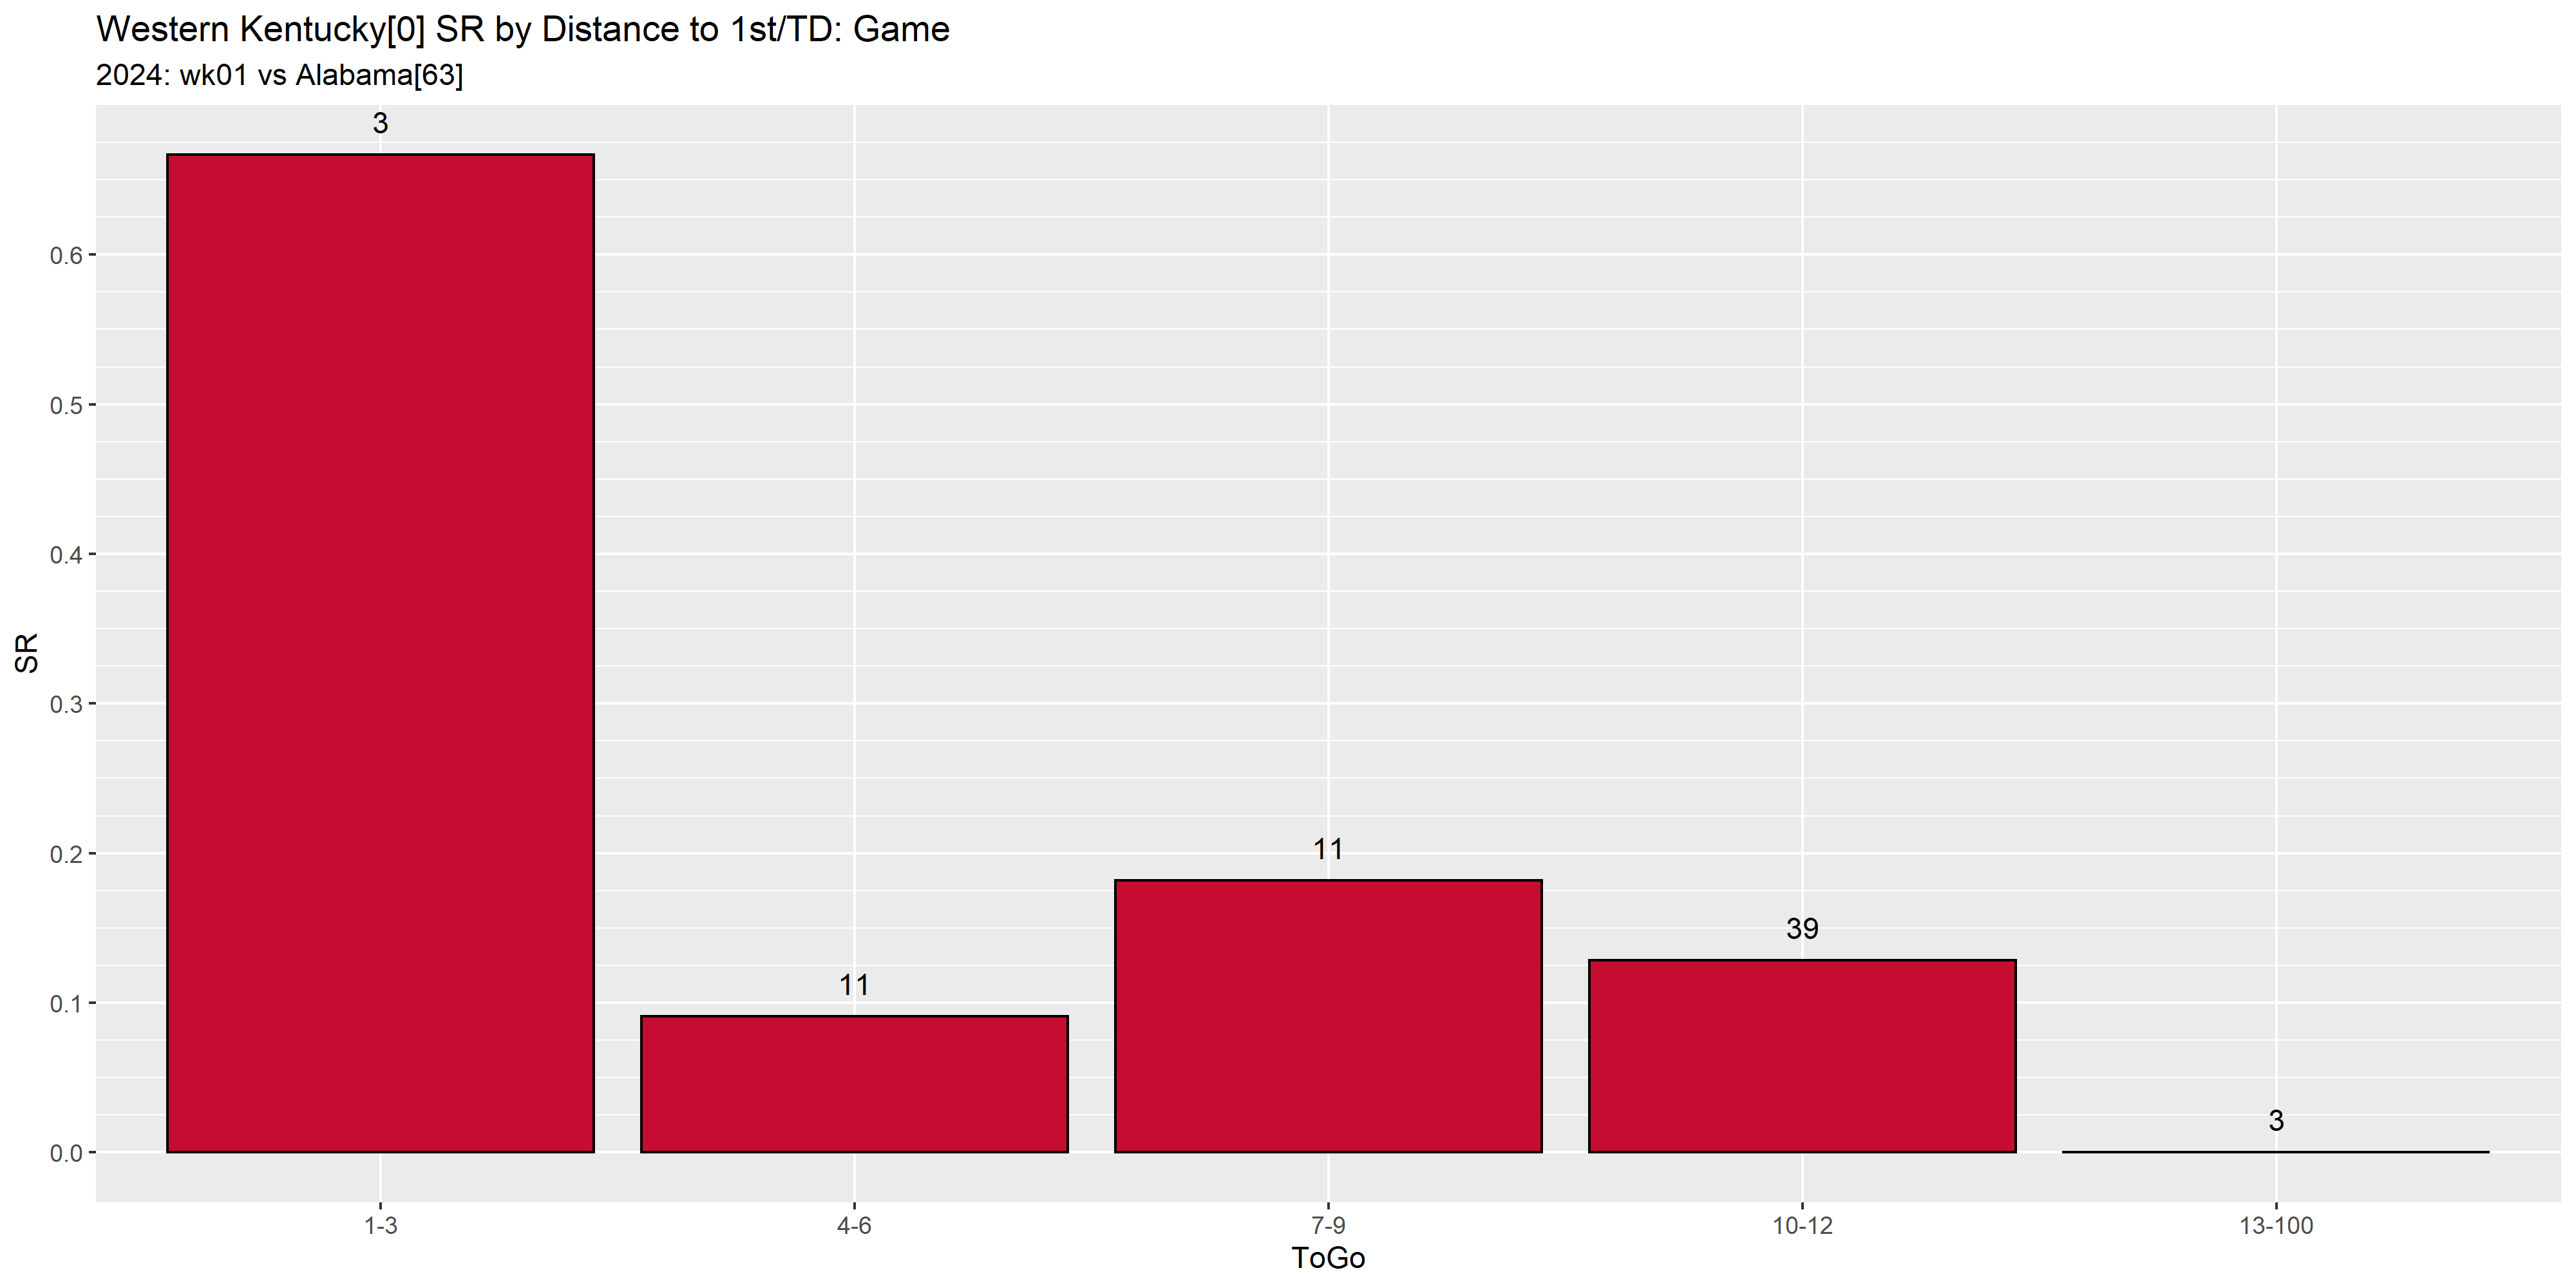 Western Kentucky[0] SR by Distance to 1st/TD: Game
2024: wk01 vs Alabama[63]
3
0.6
0.5
0.4
SR
0.3
11
0.2
39
11
0.1
3
0.0
1-3 4-6 7-9 10-12 13-100
ToGo